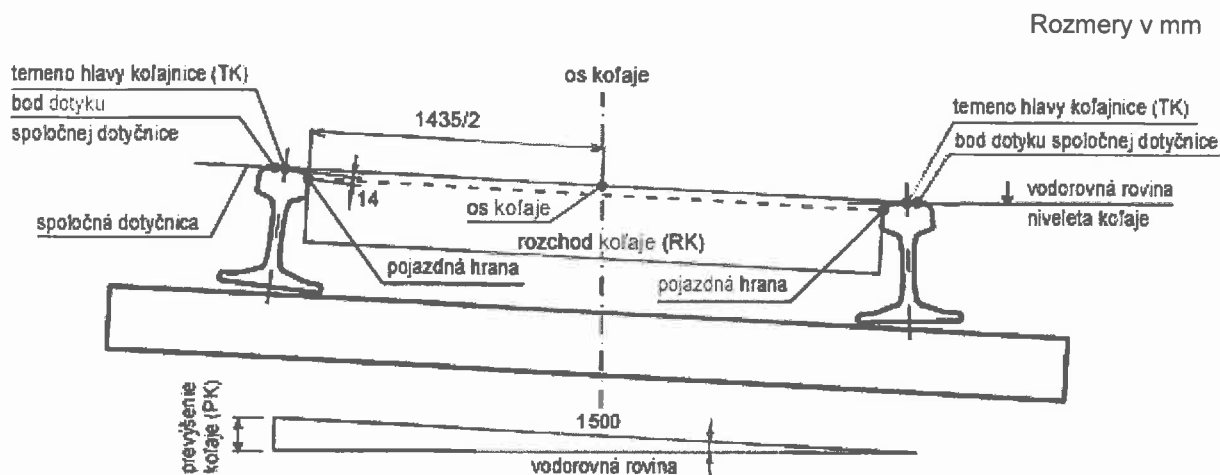 Rozmery v mm
temeno hlavy koľajnice (TK)
bod dotyku
spoločnej dotyčnice
os koľaje
1435/2
temeno hlavy koľajnice (TK)
bod dotyku spoločnej dotyčnice
14
os koľaje
vodorovná rovina
niveleta koľaje
spoločná dotyčnica
rozchod koľaje (RK)
pojazdná hrana
pojazdná hrana
prevýšenie
koľaje (PK)
1500
vodorovná rovina